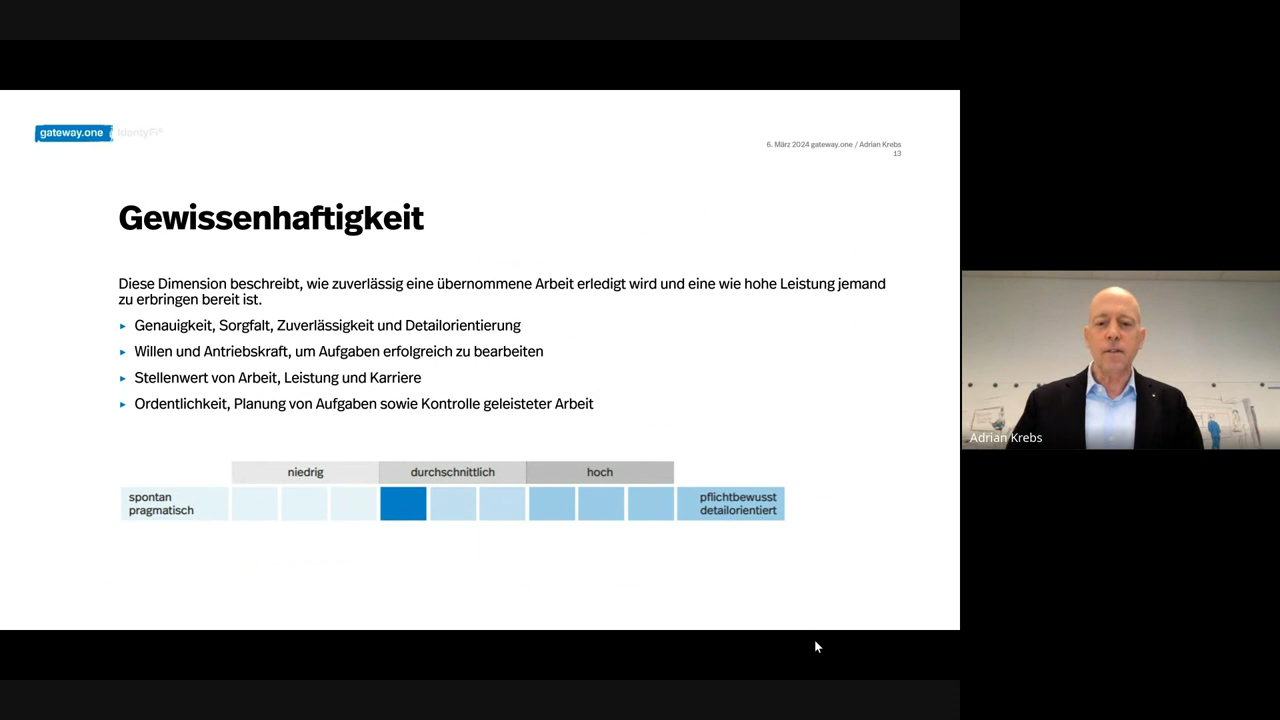 gateway.one IdentyFi®
6. März 2024 gateway.one / Adrian Krebs
13
Gewissenhaftigkeit
Diese Dimension beschreibt, wie zuverlässig eine übernommene Arbeit erledigt wird und eine wie hohe Leistung jemand
zu erbringen bereit ist.
▸ Genauigkeit, Sorgfalt, Zuverlässigkeit und Detailorientierung
▸ Willen und Antriebskraft, um Aufgaben erfolgreich zu bearbeiten
▸ Stellenwert von Arbeit, Leistung und Karriere
▸ Ordentlichkeit, Planung von Aufgaben sowie Kontrolle geleisteter Arbeit
niedrig durchschnittlich hoch
spontan
pragmatisch
pflichtbewusst
detailorientiert
Adrian Krebs